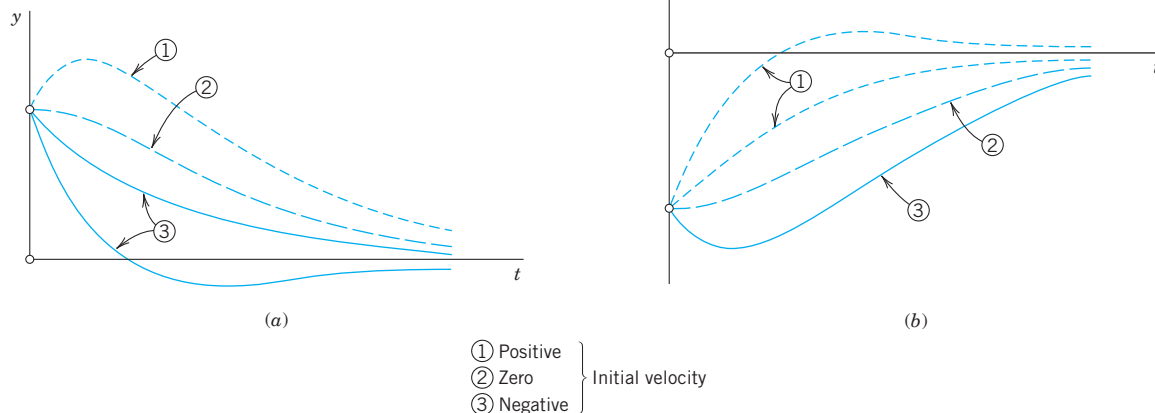 y
①
②
③
t
(a)
①
②
③
t
(b)
① Positive
② Zero
③ Negative
Initial velocity